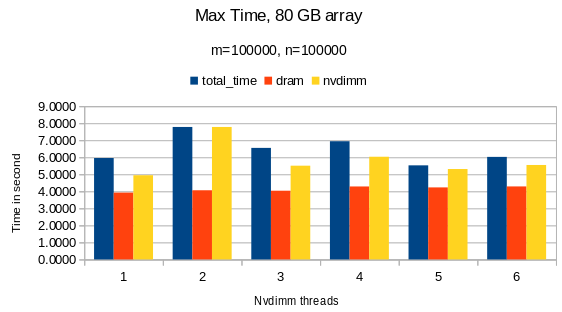 Max Time, 80 GB array
m=100000, n=100000
total_time dram nvdimm
9.0000
8.0000
7.0000
6.0000
5.0000
4.0000
3.0000
2.0000
1.0000
0.0000
Time in second
1 2 3 4 5 6
Nvdimm threads